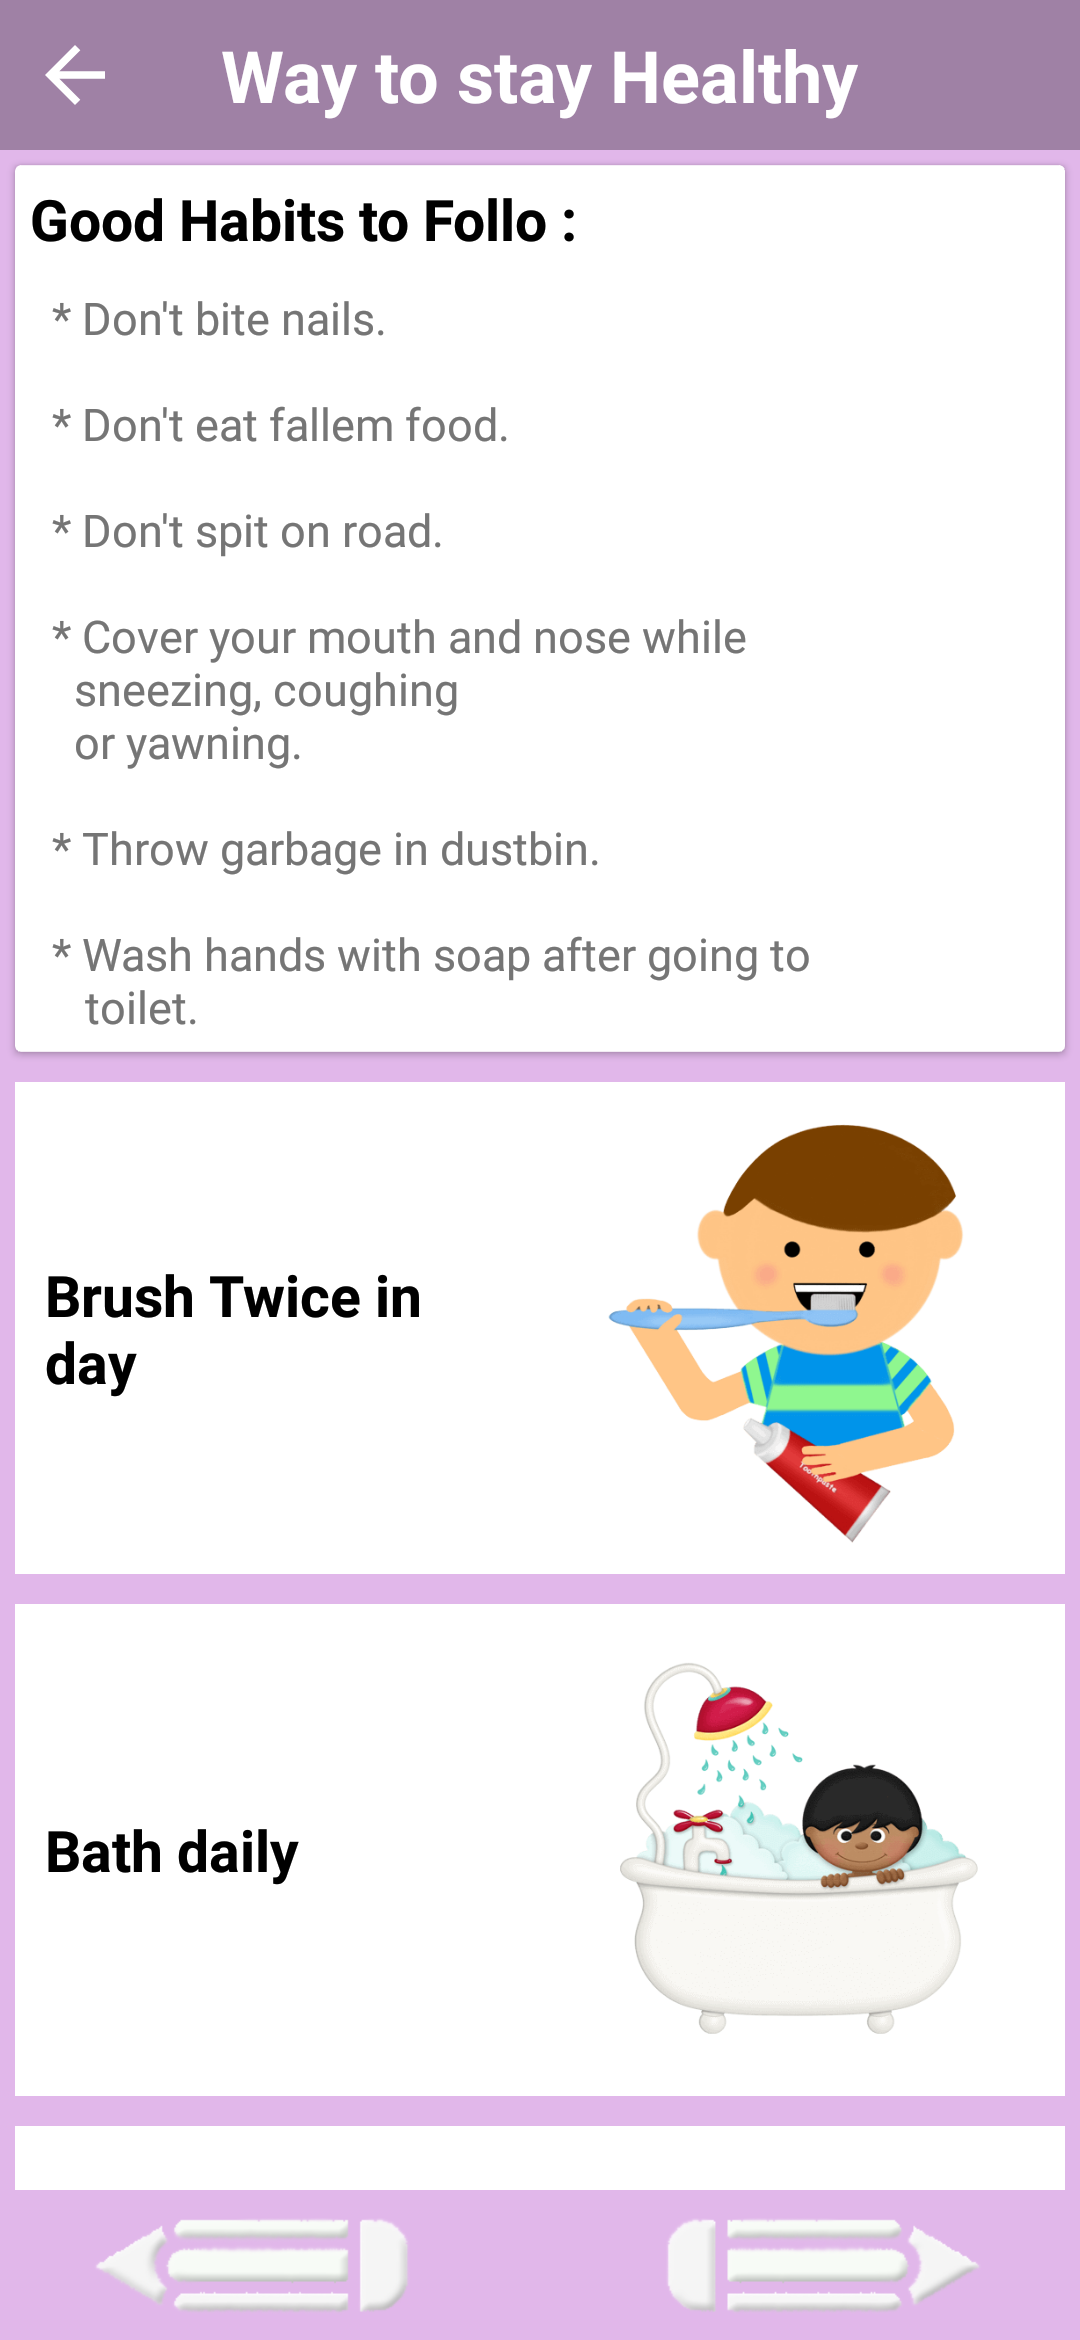 Way to stay Healthy
Good Habits to Follo :
* Don't bite nails.
* Don't eat fallem food.
* Don't spit on road.
* Cover your mouth and nose while
sneezing, coughing
or yawning.
* Throw garbage in dustbin.
* Wash hands with soap after going to
toilet.
Brush Twice in
day
Toothpaste
Bath daily